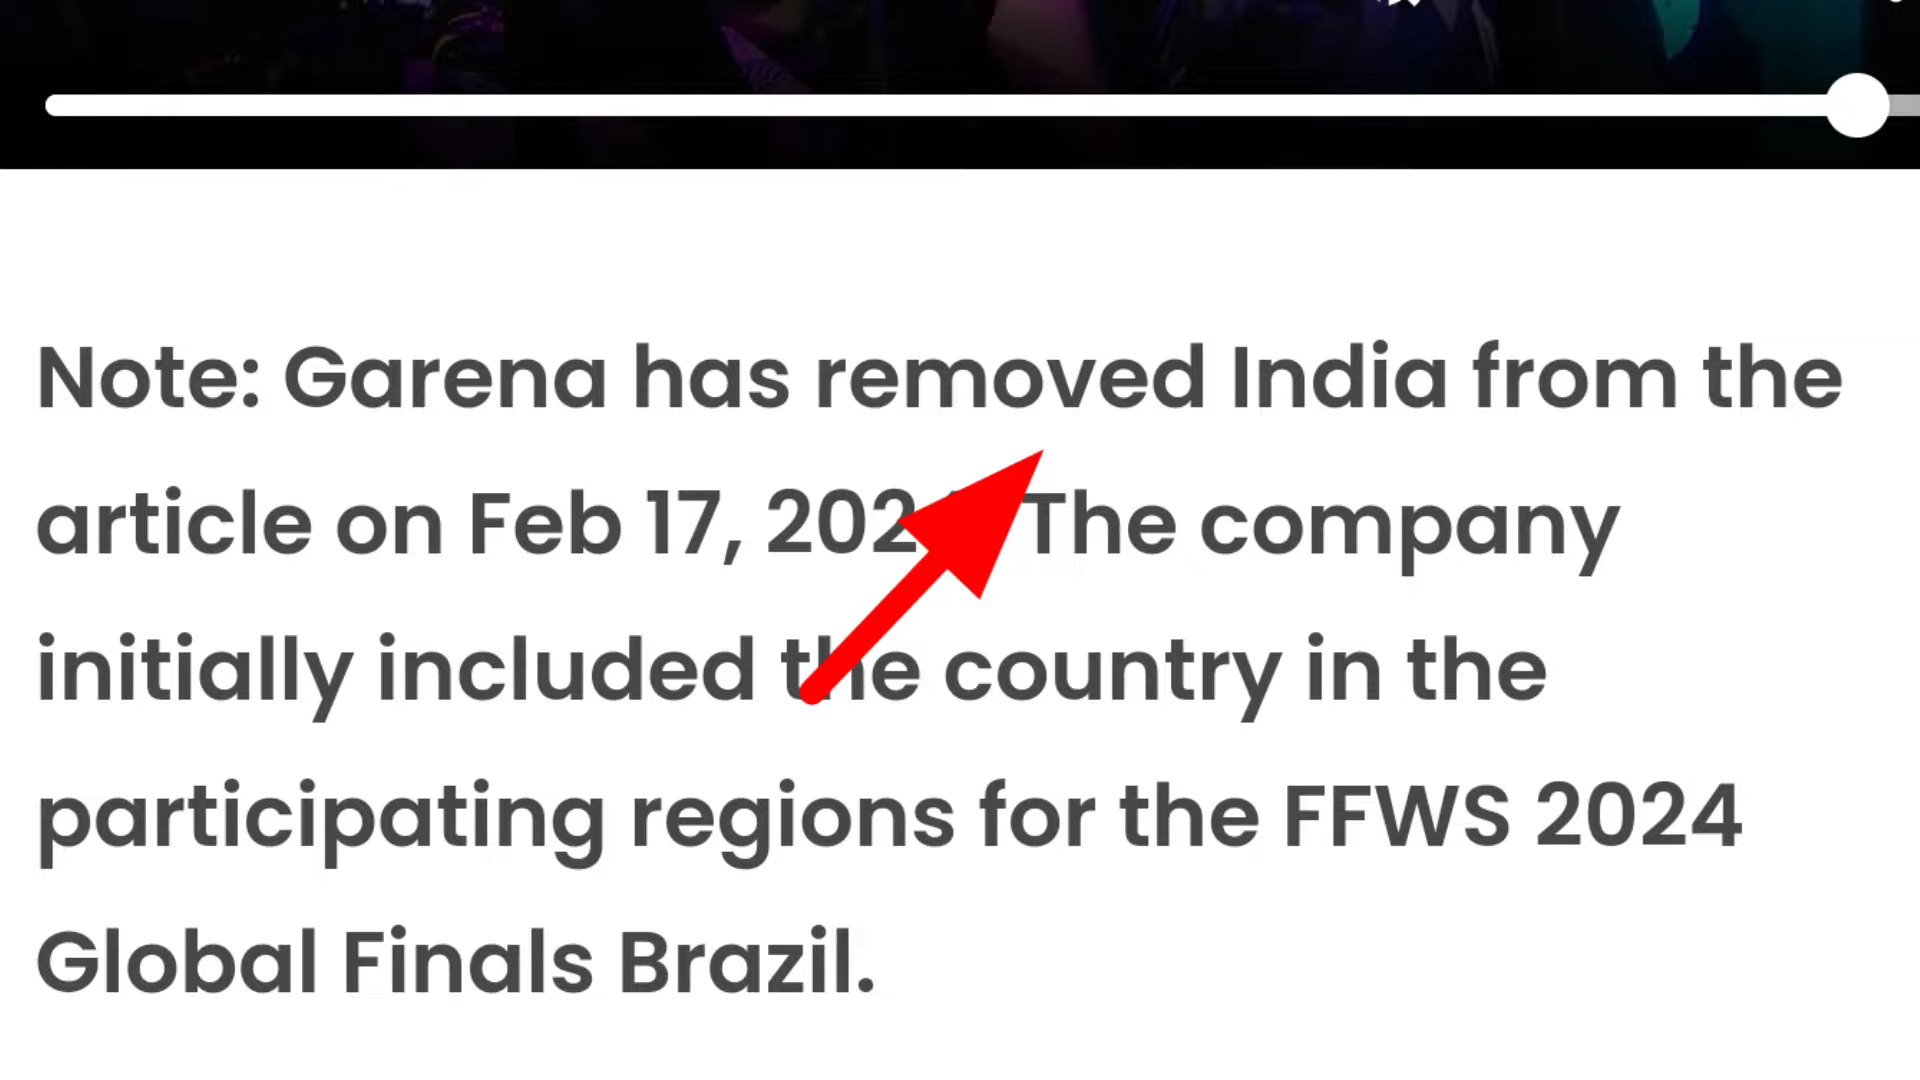 Note: Garena has removed India from the
article on Feb 17, The company
initially included the country in the
participating regions for the FFWS 2024
Global Finals Brazil.